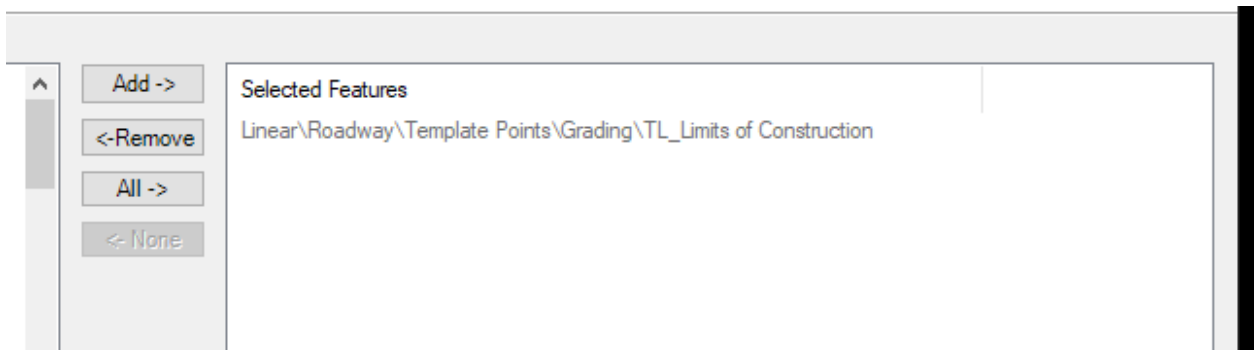 Add ->
<-Remove
All ->
<- None
Selected Features
Linear\Roadway\Template Points\Grading\TL_Limits of Construction